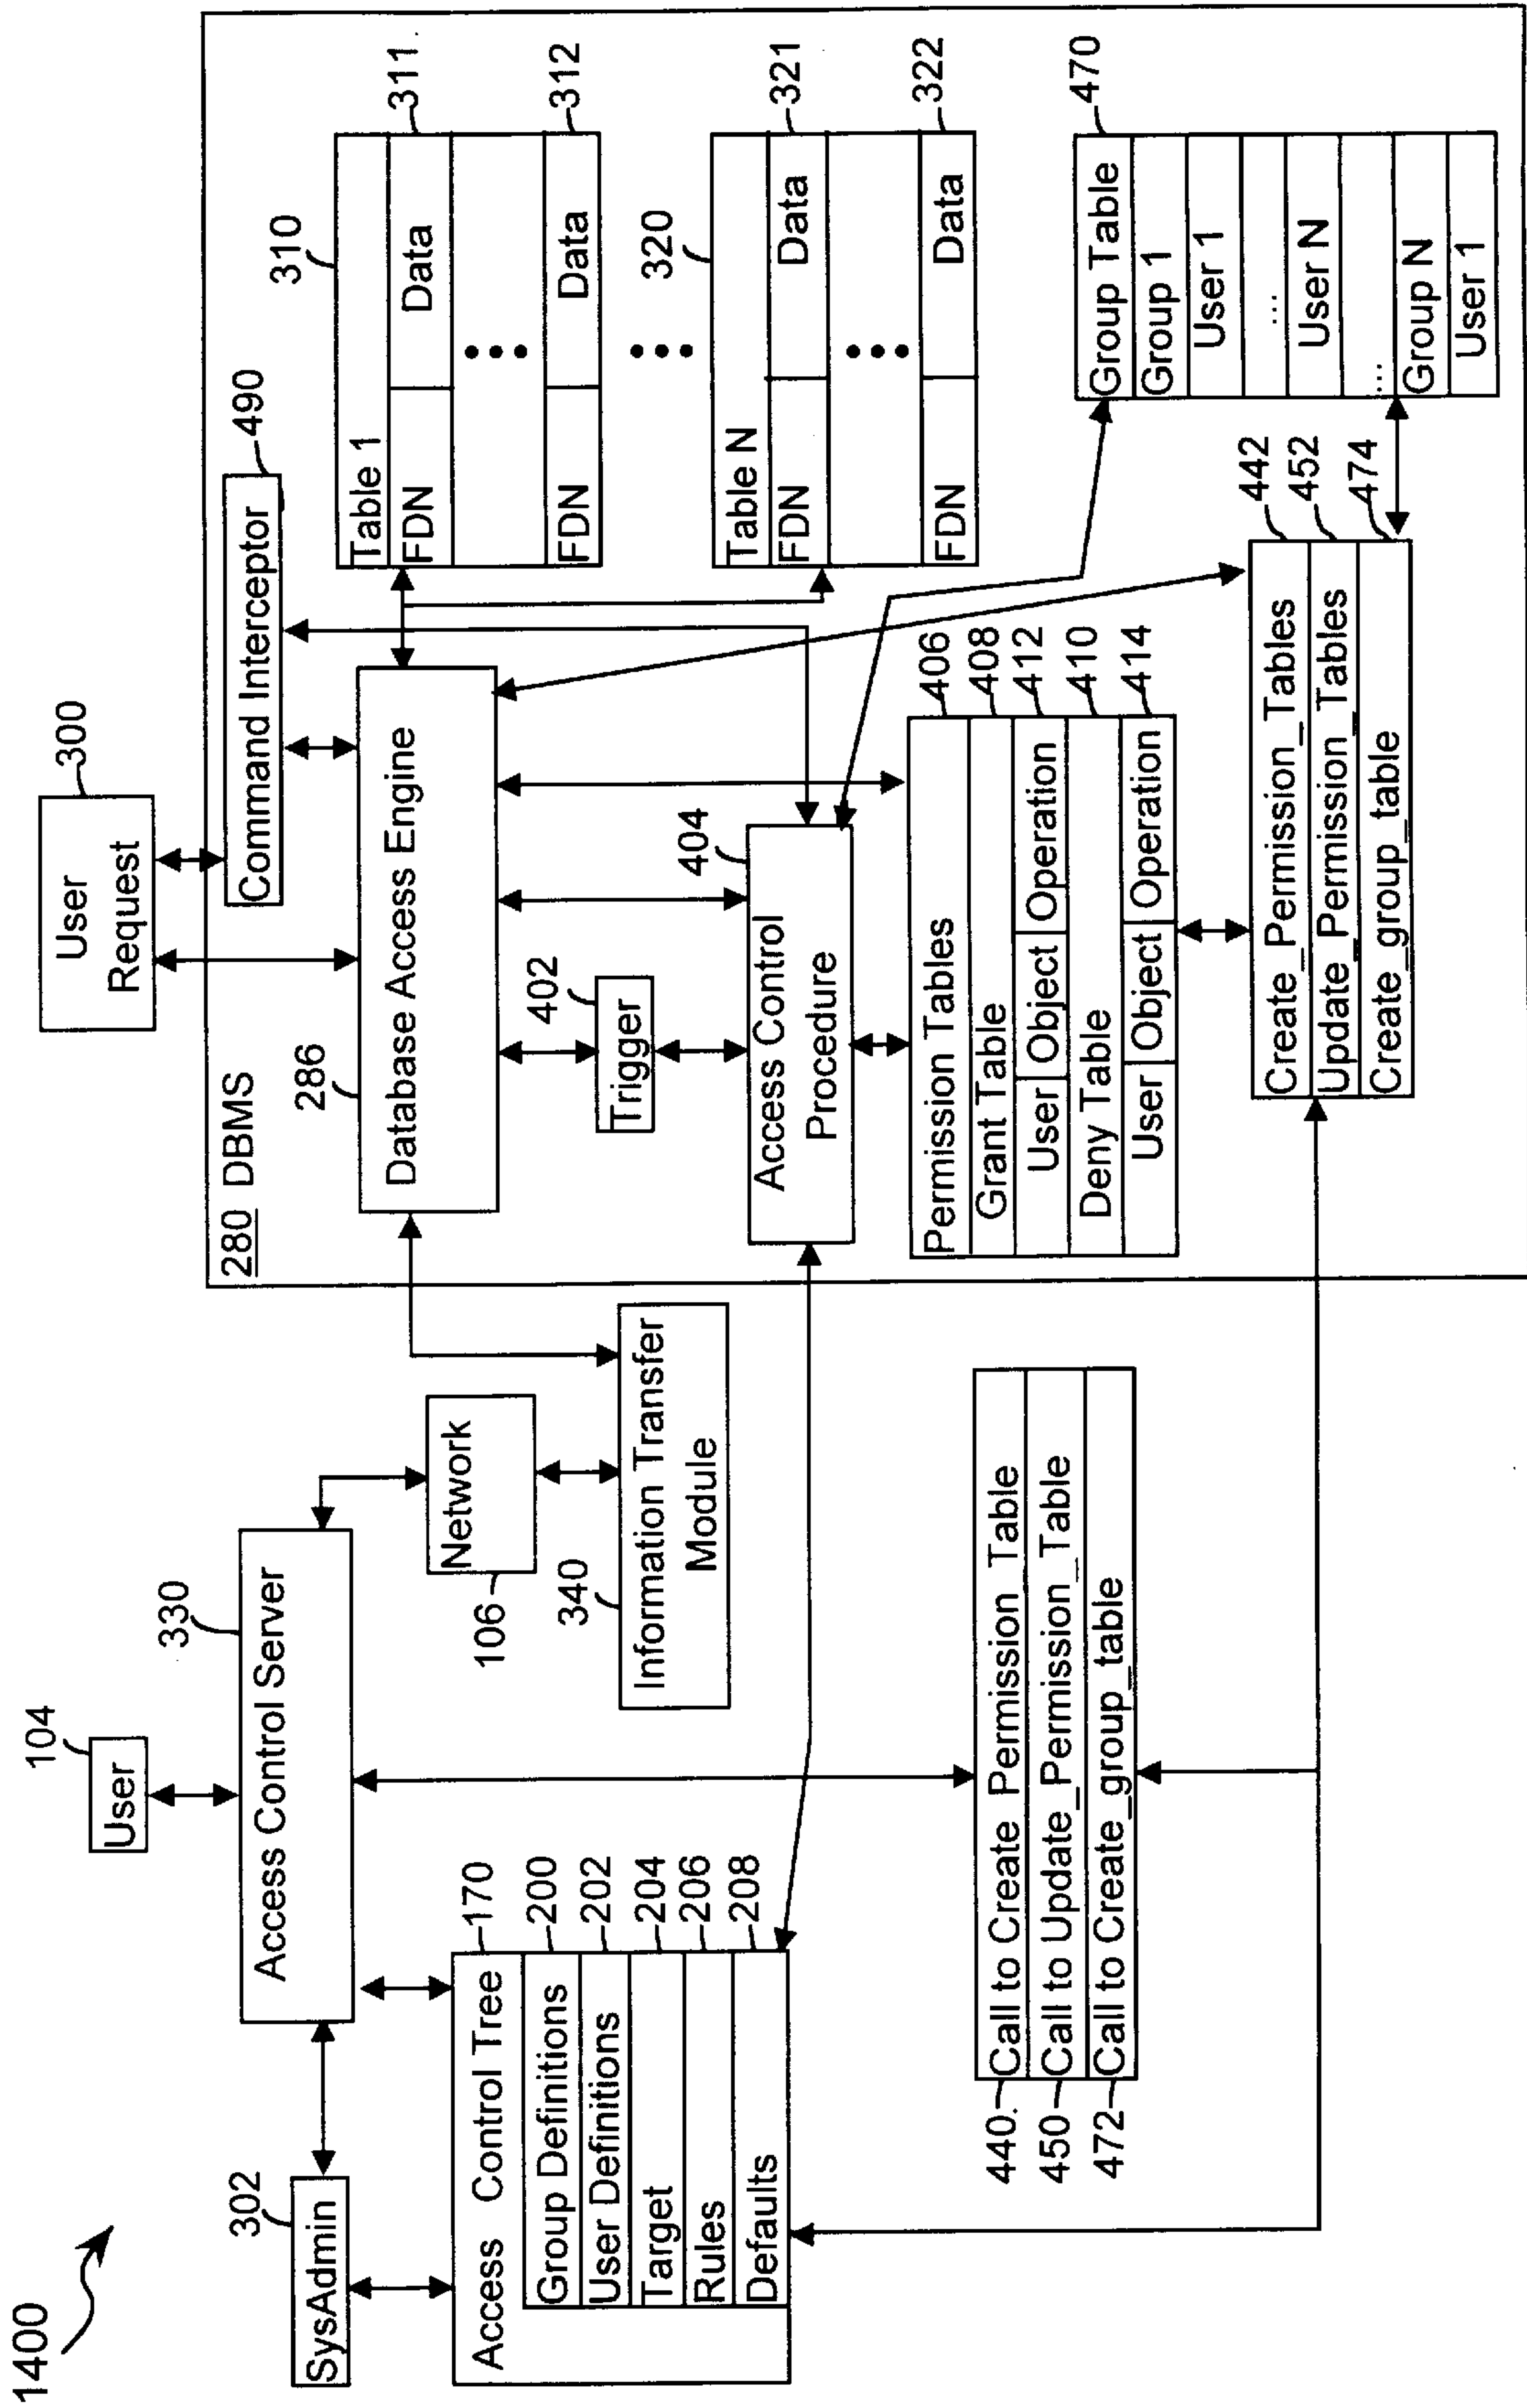 1400
302
SysAdmin
104
User
330
Access Control Server
Access Control Tree
170
Group Definitions
200
User Definitions
202
Target
204
Rules
206
Defaults
208
Network
106
340
Information Transfer
Module
440.
Call to Create_Permission_Table
450
Call to Update_Permission_Table
472
Call to Create_group_table
300
User
Request
280 DBMS
Command Interceptor
490
286
Database Access Engine
402
Trigger
404
Access Control
Procedure
Permission Tables
406
Grant Table
408
User
Object
Operation
412
Deny Table
410
User
Object
Operation
414
Create_Permission_Tables
442
Update_Permission_Tables
452
Create_group_table
474
310
Table 1
FDN
Data
311
•••
FDN
Data
312
•••
320
Table N
FDN
Data
321
•••
FDN
Data
322
Group Table
470
Group 1
User 1
...
User N
....
Group N
User 1